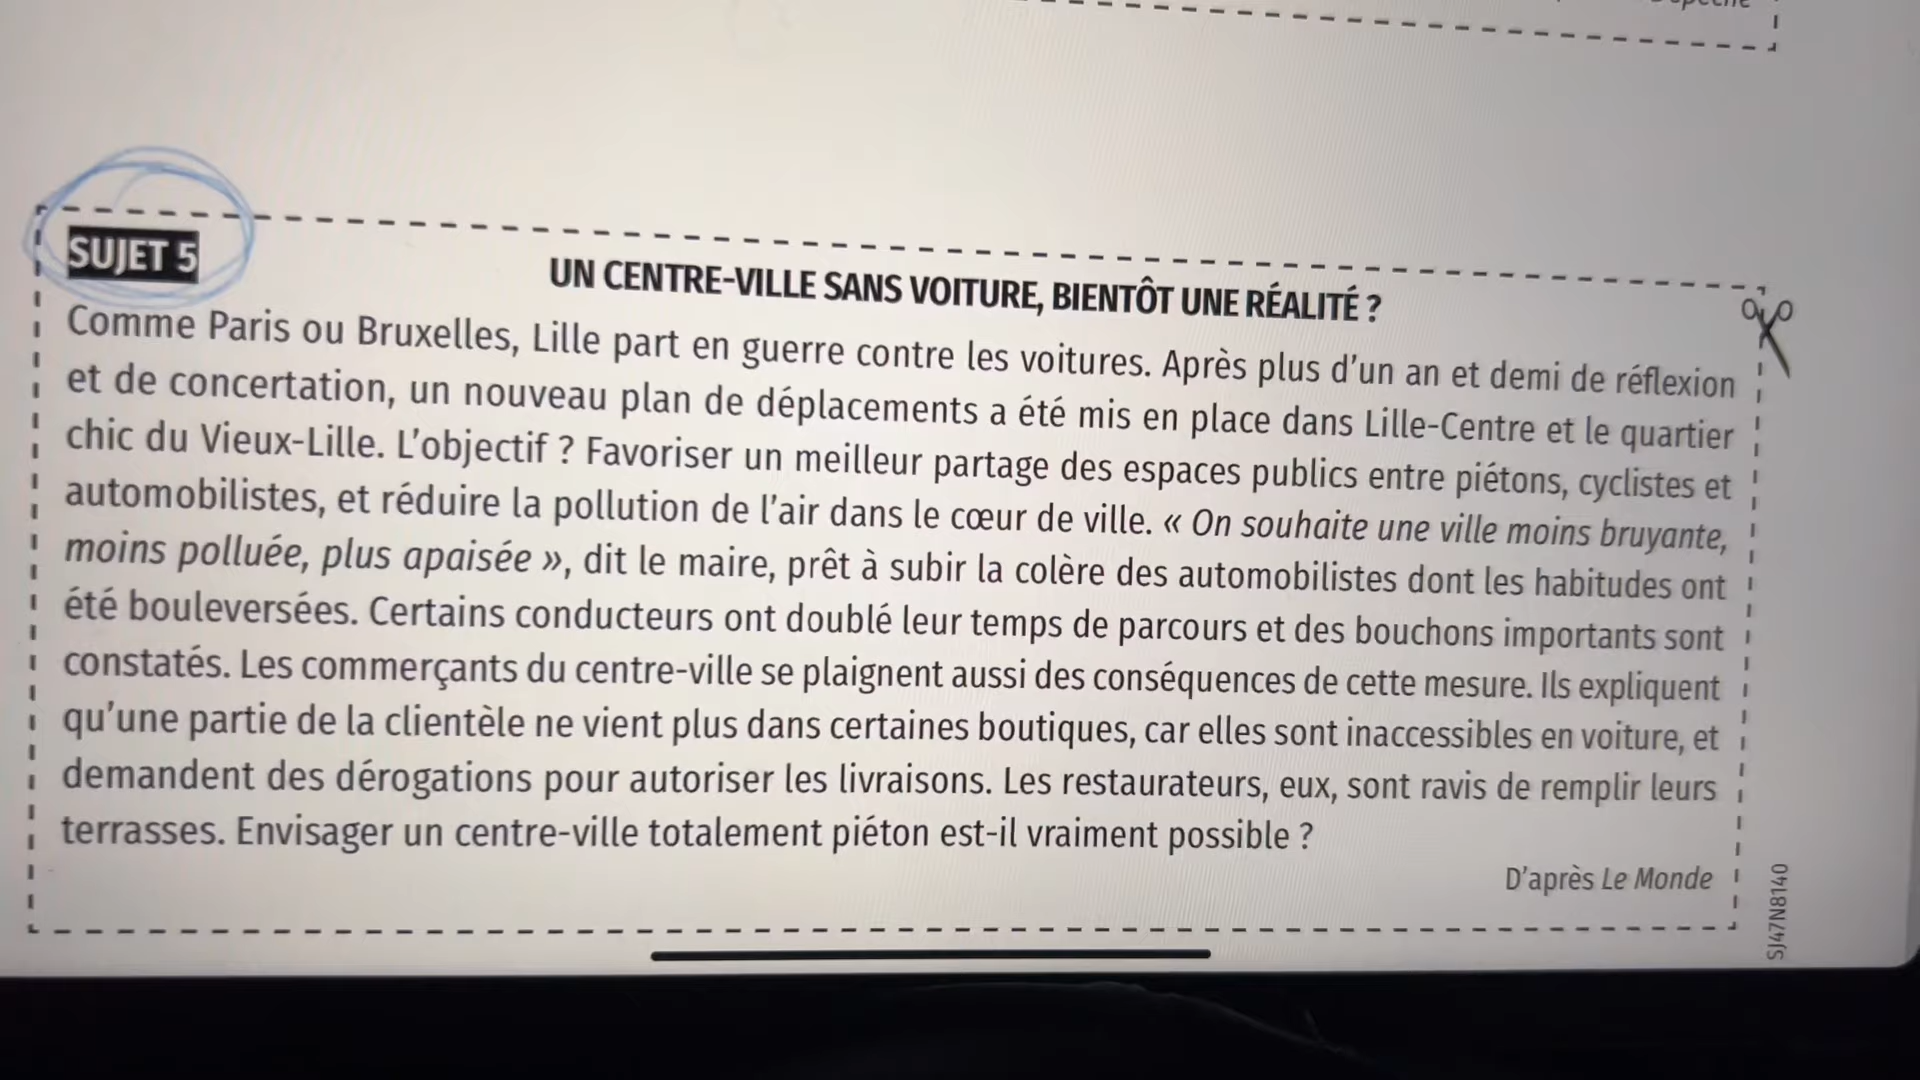 SUJET 5
UN CENTRE-VILLE SANS VOITURE, BIENTÔT UNE RÉALITÉ ?
Comme Paris ou Bruxelles, Lille part en guerre contre les voitures. Après plus d'un an et demi de réflexion
et de concertation, un nouveau plan de déplacements a été mis en place dans Lille-Centre et le quartier
chic du Vieux-Lille. L'objectif ? Favoriser un meilleur partage des espaces publics entre piétons, cyclistes et
automobilistes, et réduire la pollution de l'air dans le cœur de ville. « On souhaite une ville moins bruyante,
moins polluée, plus apaisée », dit le maire, prêt à subir la colère des automobilistes dont les habitudes ont
été bouleversées. Certains conducteurs ont doublé leur temps de parcours et des bouchons importants sont
constatés. Les commerçants du centre-ville se plaignent aussi des conséquences de cette mesure. Ils expliquent
qu'une partie de la clientèle ne vient plus dans certaines boutiques, car elles sont inaccessibles en voiture, et
demandent des dérogations pour autoriser les livraisons. Les restaurateurs, eux, sont ravis de remplir leurs
terrasses. Envisager un centre-ville totalement piéton est-il vraiment possible ?
D'après Le Monde
SJ47N8140